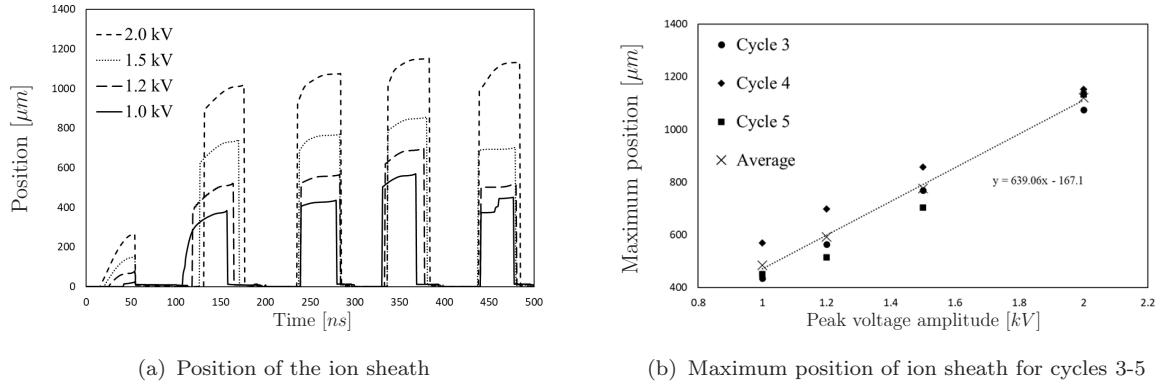 1400
1200
1000
800
600
400
200
0
Position [μm]
2.0 kV
1.5 kV
1.2 kV
1.0 kV
0 50 100 150 200 250 300 350 400 450 500
Time [ns]
(a) Position of the ion sheath
1400
1200
1000
800
600
400
Maximum position [μm]
Cycle 3
Cycle 4
Cycle 5
Average
y = 639.06x - 167.1
0.8 1 1.2 1.4 1.6 1.8 2 2.2
Peak voltage amplitude [kV]
(b) Maximum position of ion sheath for cycles 3-5